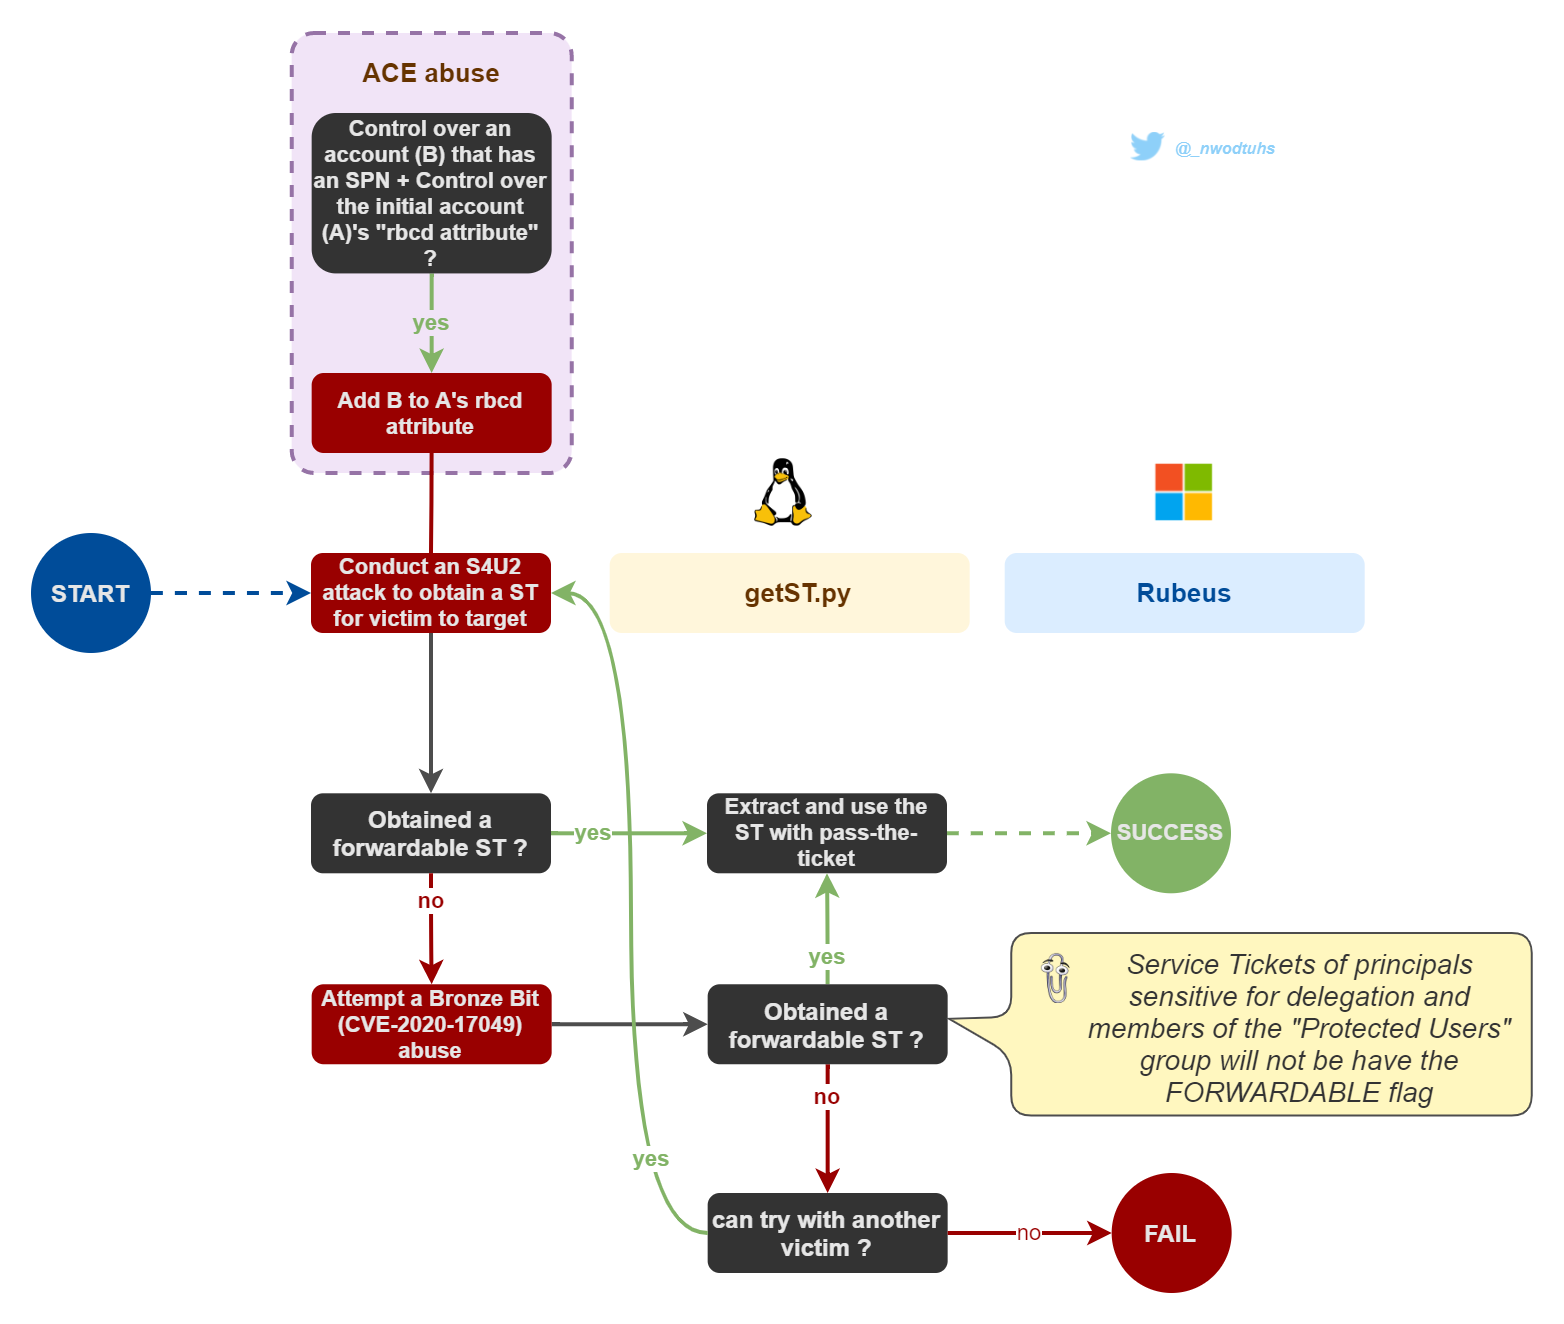 ACE abuse
Control over an
account (B) that has
an SPN + Control over
the initial account
(A)'s "rbcd attribute"
?
@_nwodtuhs
yes
Add B to A's rbcd
attribute
START
Conduct an S4U2
attack to obtain a ST
for victim to target
getST.py
Rubeus
Obtained a
forwardable ST ?
yes
Extract and use the
ST with pass-the-
ticket
SUCCESS
no
Attempt a Bronze Bit
(CVE-2020-17049)
abuse
yes
Obtained a
forwardable ST ?
Service Tickets of principals
sensitive for delegation and
members of the "Protected Users"
group will not be have the
FORWARDABLE flag
no
yes
can try with another
victim ?
no
FAIL